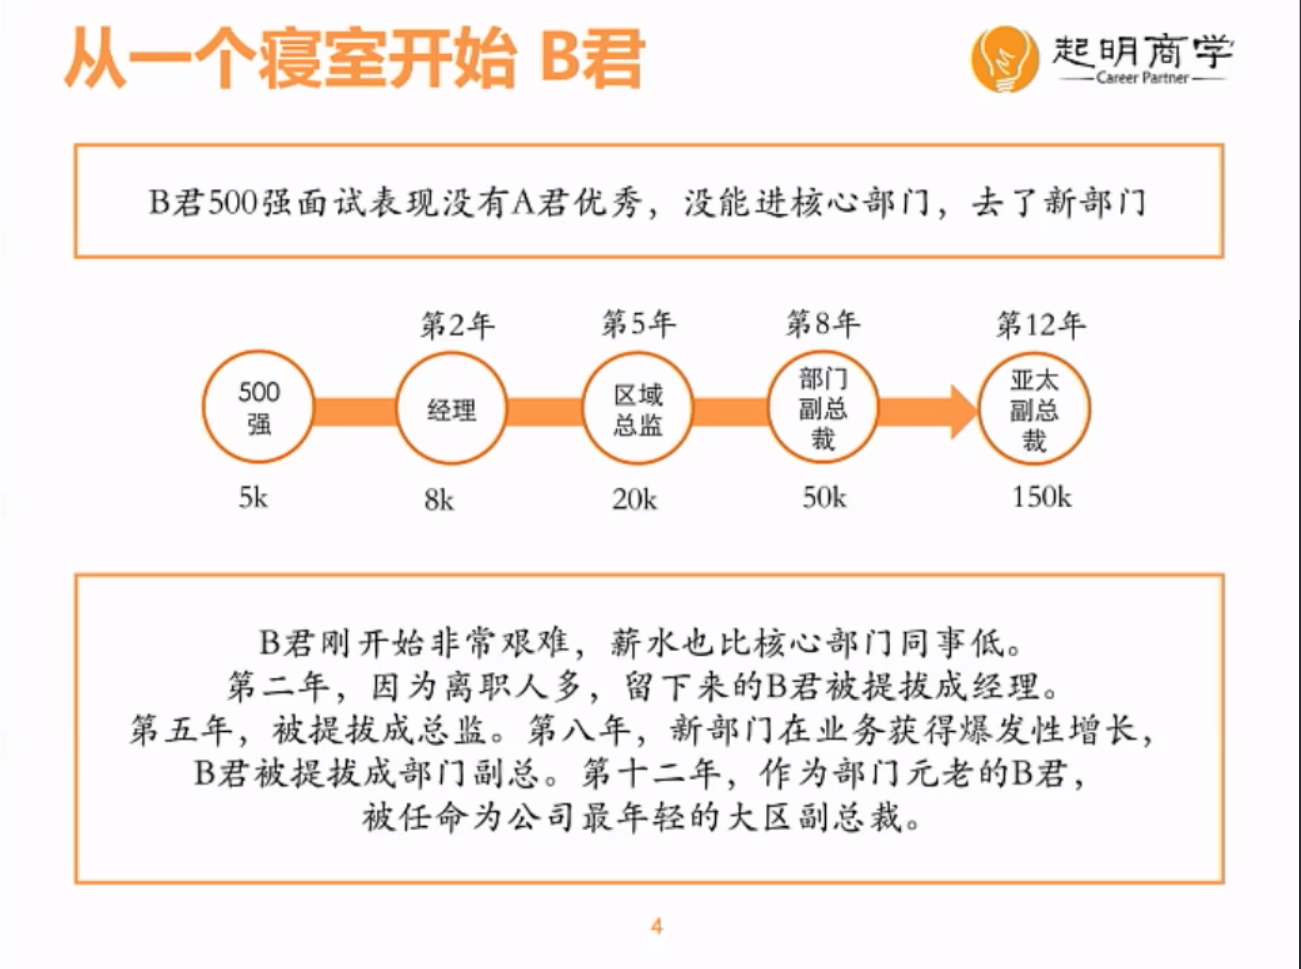 从一个寝室开始 B君
起明商学
Career Partner
B君500强面试表现没有A君优秀，没能进核心部门，去了新部门
第2年
第5年
第8年
第12年
500
强
经理
区域
总监
部门
副总
裁
亚太
副总
裁
5k
8k
20k
50k
150k
B君刚开始非常艰难，薪水也比核心部门同事低。
第二年，因为离职人多，留下来的B君被提拔成经理。
第五年，被提拔成总监。第八年，新部门在业务获得爆发性增长，
B君被提拔成部门副总。第十二年，作为部门元老的B君，
被任命为公司最年轻的大区副总裁。
4